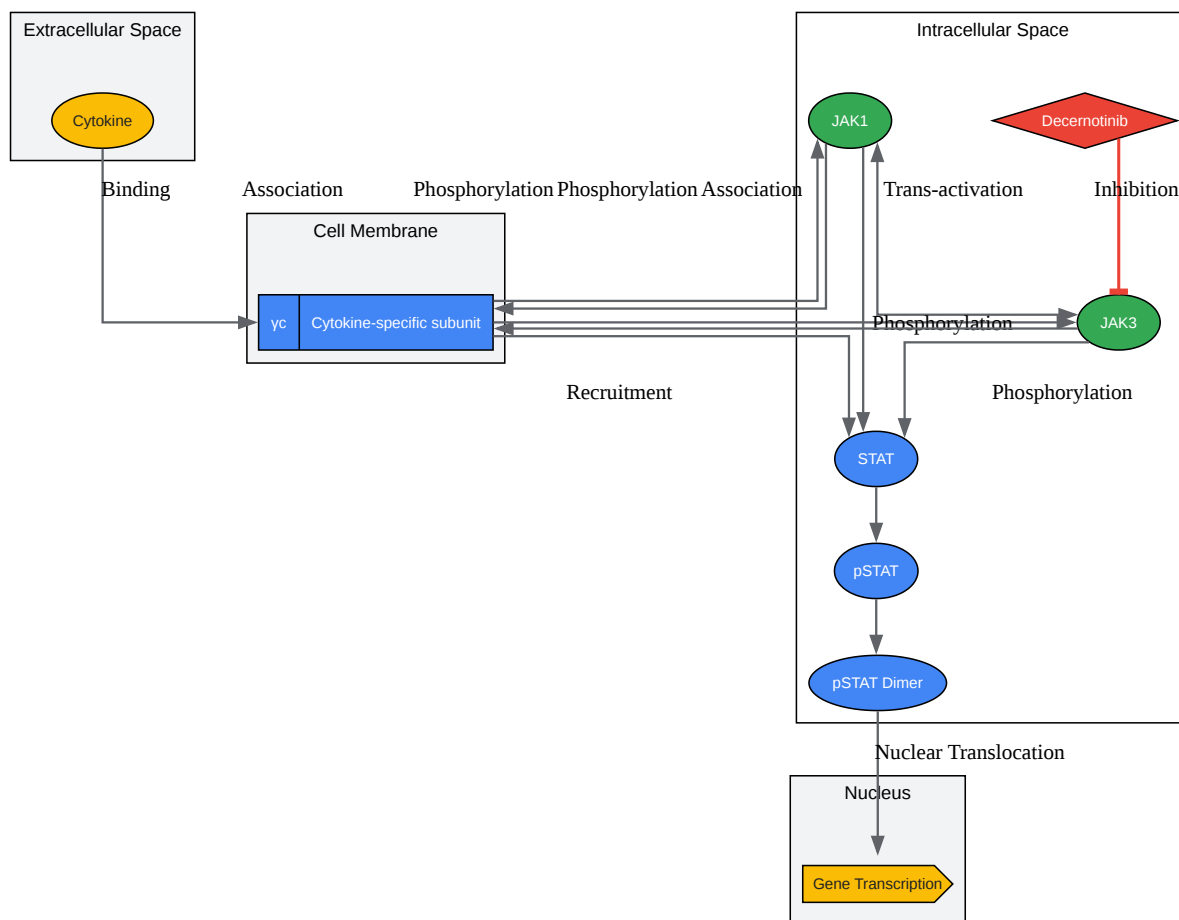 Extracellular Space
Intracellular Space
Cytokine
JAK1
Decernotinib
Binding
Association
Phosphorylation
Phosphorylation
Association
Trans-activation
Inhibition
Cell Membrane
γc
Cytokine-specific subunit
Phosphorylation
JAK3
Recruitment
Phosphorylation
STAT
pSTAT
pSTAT Dimer
Nuclear Translocation
Nucleus
Gene Transcription